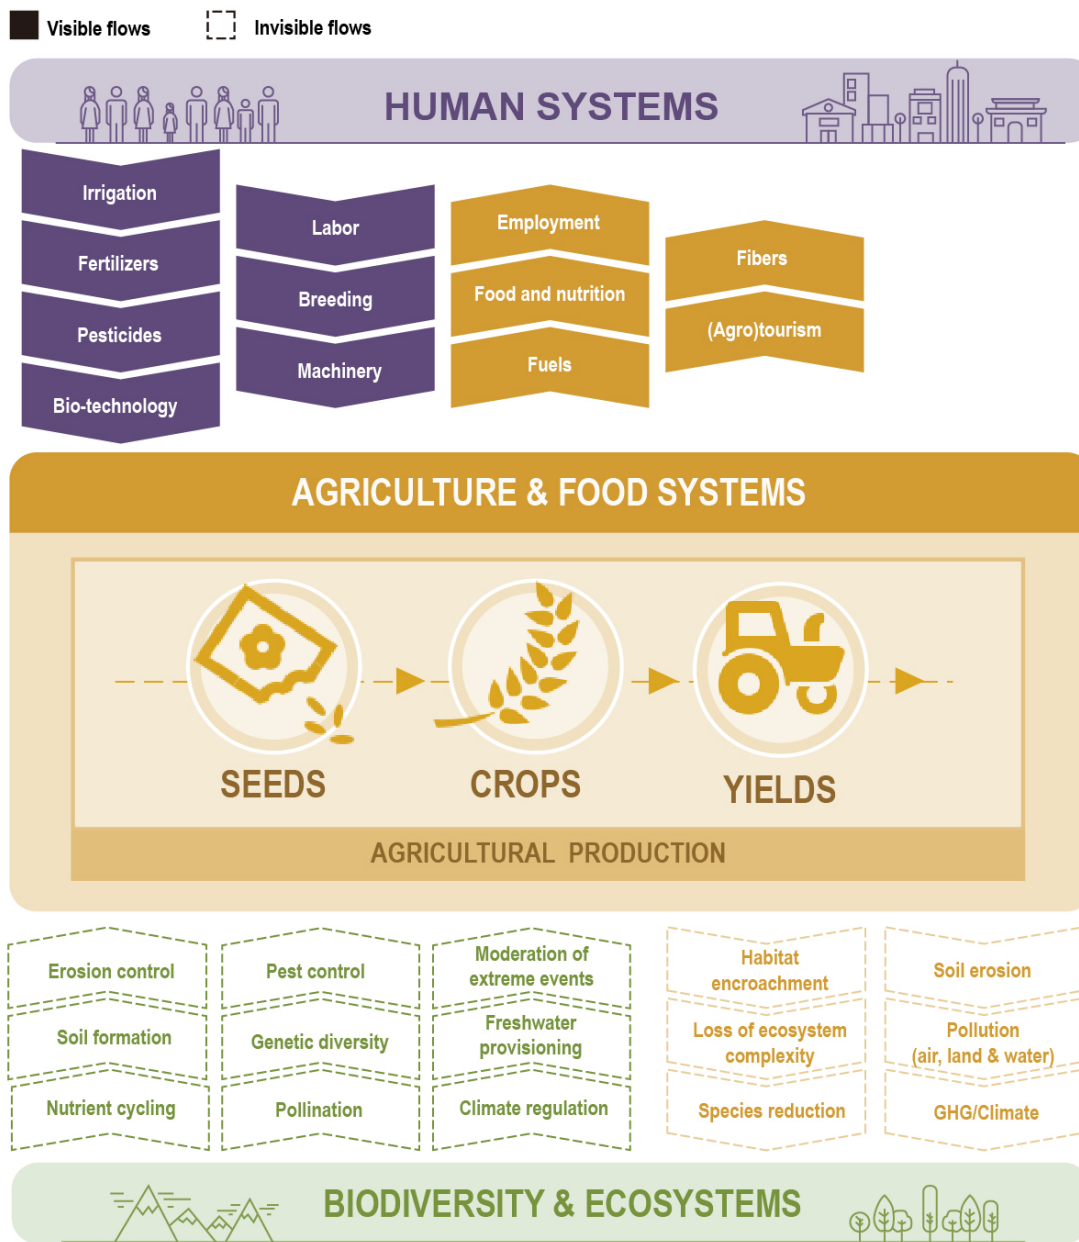 Visible flows
Invisible flows
HUMAN SYSTEMS
Irrigation
Fertilizers
Pesticides
Bio-technology
Labor
Breeding
Machinery
Employment
Food and nutrition
Fuels
Fibers
(Agro)tourism
AGRICULTURE & FOOD SYSTEMS
SEEDS
CROPS
YIELDS
AGRICULTURAL PRODUCTION
Erosion control
Soil formation
Nutrient cycling
Pest control
Genetic diversity
Pollination
Moderation of
extreme events
Freshwater
provisioning
Climate regulation
Habitat
encroachment
Loss of ecosystem
complexity
Species reduction
Soil erosion
Pollution
(air, land & water)
GHG/Climate
BIODIVERSITY & ECOSYSTEMS